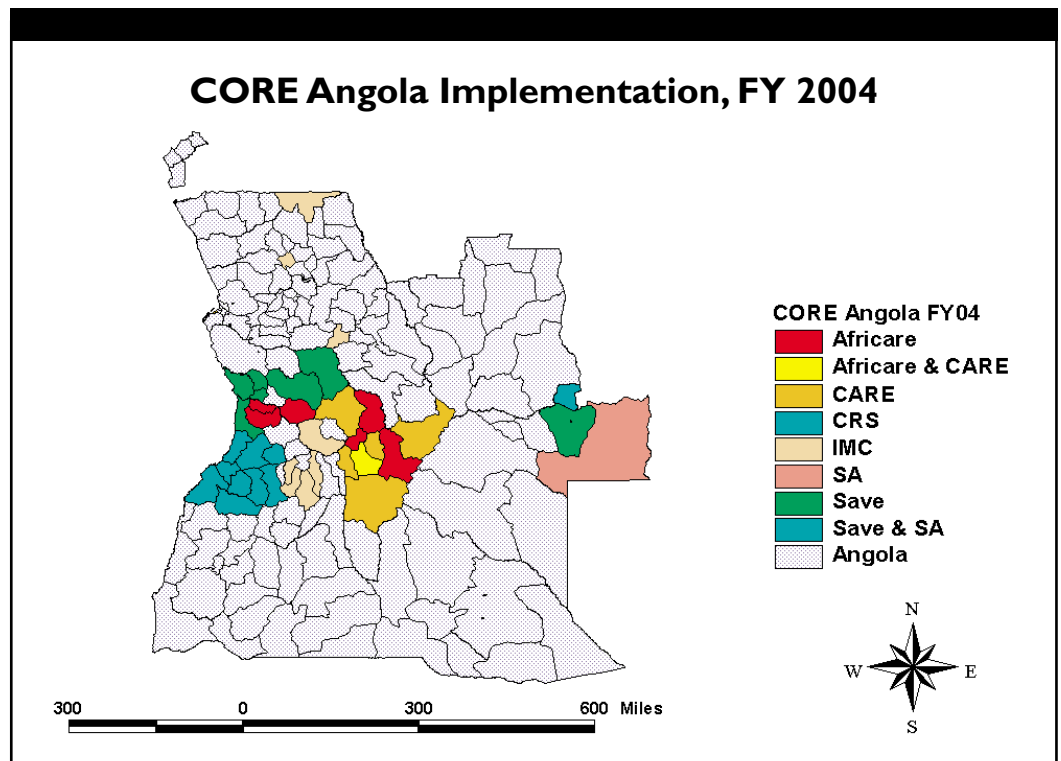 CORE Angola Implementation, FY 2004
CORE Angola FY04
Africare
Africare & CARE
CARE
CRS
IMC
SA
Save
Save & SA
Angola
N
W E
S
300 0 300 600 Miles